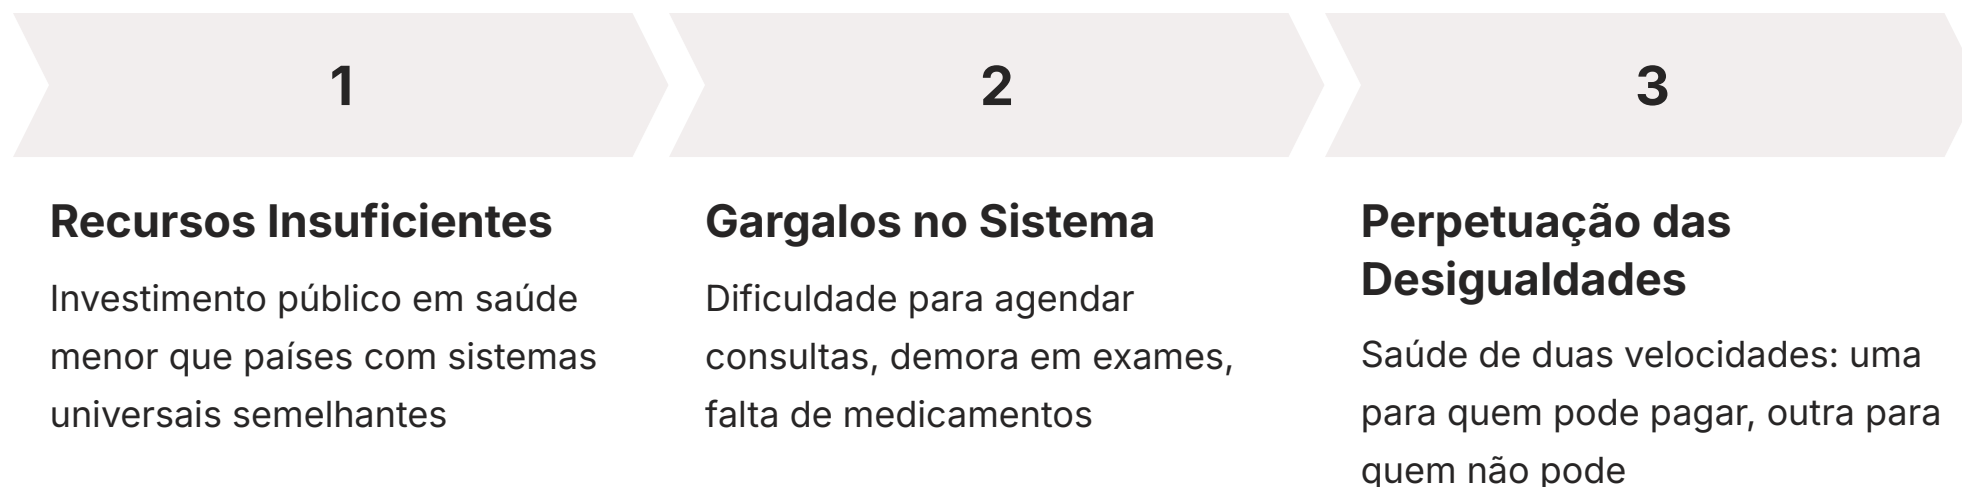 1
Recursos Insuficientes
Investimento público em saúde
menor que países com sistemas
universais semelhantes
2
Gargalos no Sistema
Dificuldade para agendar
consultas, demora em exames,
falta de medicamentos
3
Perpetuação das
Desigualdades
Saúde de duas velocidades: uma
para quem pode pagar, outra para
quem não pode